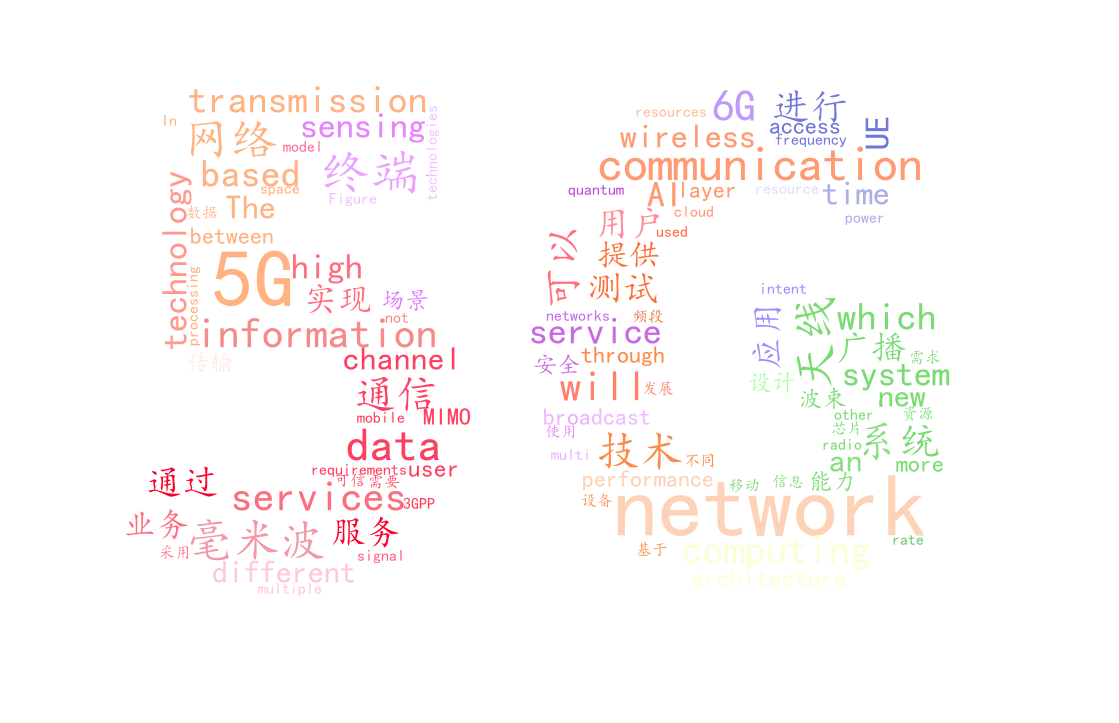 transmission
In
网络
sensing
model
technologies
based
终端
space
Figure
technology
数据
The
between
5G
high
processing
实现
场景
not
information
传输
channel
通信
mobile
MIMO
data
requirements
user
通过
可信
需要
services
3GPP
业务
毫米波
服务
采用
signal
different
multiple
resources
6G
进行
wireless
access
UE
frequency
communication
quantum
AI
layer
resource
time
cloud
power
用户
used
可以
提供
测试
intent
networks
频段
应用
天线
which
service
广播
安全
through
需求
设计
system
will
发展
波束
new
broadcast
other
资源
使用
芯片
系统
multi
技术
不同
radio
an
more
performance
移动
信息
能力
设备
network
基于
computing
rate
architecture